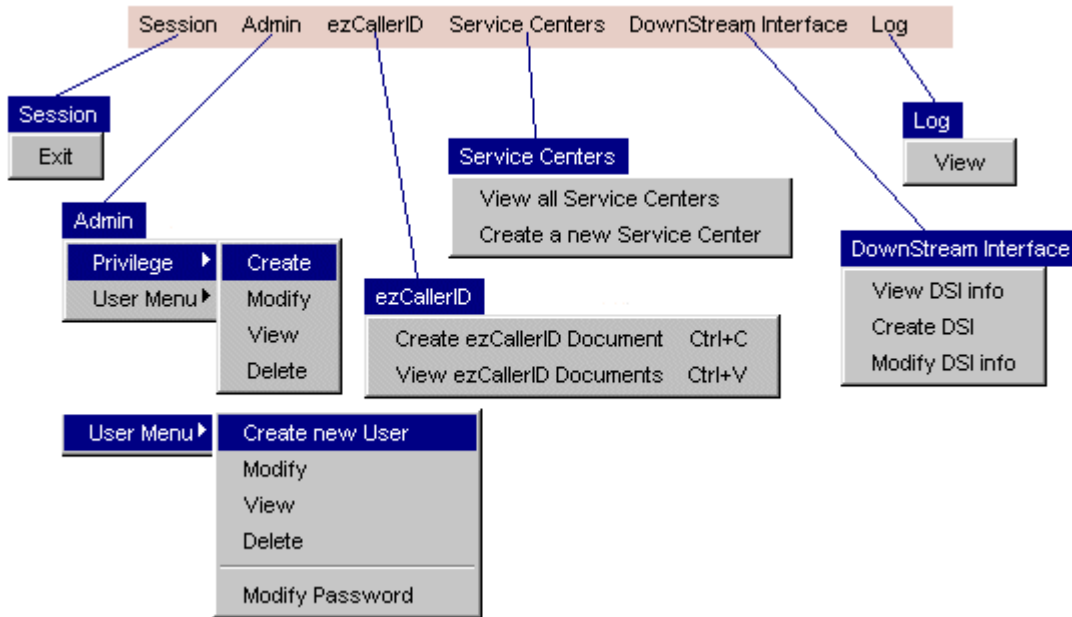 Session Admin ezCallerID Service Centers DownStream Interface Log
Session
Exit
Admin
Privilege
User Menu
Create
Modify
View
Delete
User Menu
Create new User
Modify
View
Delete
Modify Password
ezCallerID
Create ezCallerID Document Ctrl+C
View ezCallerID Documents Ctrl+V
Service Centers
View all Service Centers
Create a new Service Center
DownStream Interface
View DSI info
Create DSI
Modify DSI info
Log
View